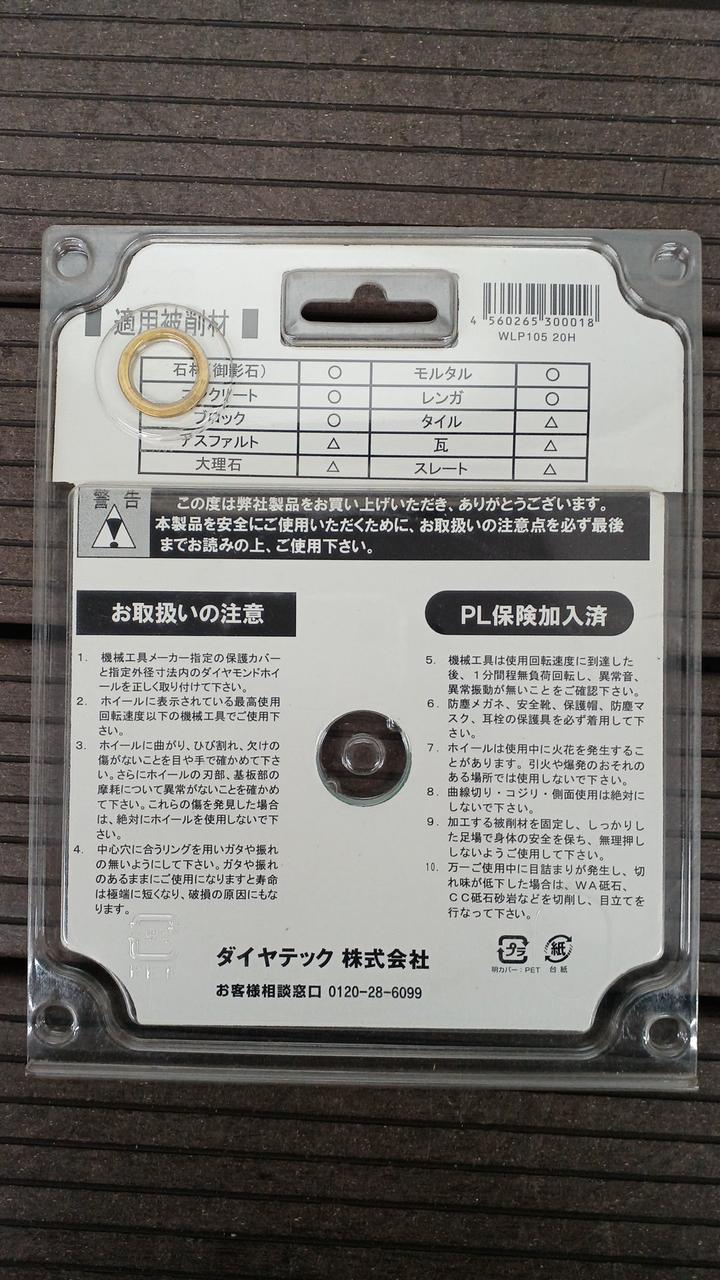 適用被削材
4 560265 300018
WLP105 20H
石材(御影石) ○ モルタル ○
コンクリート ○ レンガ ○
ブロック ○ タイル △
アスファルト △ 瓦 △
大理石 △ スレート △
警告
この度は弊社製品をお買い上げいただき、ありがとうございます。
本製品を安全にご使用いただくために、お取扱いの注意点を必ず最後
までお読みの上、ご使用下さい。
お取扱いの注意
1. 機械工具メーカー指定の保護カバー
と指定外径寸法内のダイヤモンドホイ
ールを正しく取り付けて下さい。
2. ホイールに表示されている最高使用
回転速度以下の機械工具でご使用下
さい。
3. ホイールに曲がり、ひび割れ、欠けの
傷がないことを目や手で確かめて下さ
い。さらにホイールの刃部、基板部の
摩耗について異常がないことを確かめ
て下さい。これらの傷を発見した場合
は、絶対にホイールを使用しないで下
さい。
4. 中心穴に合うリングを用いガタや振れ
の無いようにして下さい。ガタや振れ
のあるままにご使用になりますと寿命
は極端に短くなり、破損の原因にもな
ります。
PL保険加入済
5. 機械工具は使用回転速度に到達した
後、1分間程無負荷回転し、異常音、
異常振動が無いことをご確認下さい。
6. 防塵メガネ、安全靴、保護帽、防塵マ
スク、耳栓の保護具を必ず着用して下
さい。
7. ホイールは使用中に火花を発生するこ
とがあります。引火や爆発のおそれの
ある場所では使用しないで下さい。
8. 曲線切り・コジリ・側面使用は絶対に
しないで下さい。
9. 加工する被削材を固定し、しっかりし
た足場で身体の安全を保ち、無理押し
しないようご使用して下さい。
10. 万一ご使用中に目詰まりが発生し、切
れ味が低下した場合は、WA砥石、
CC砥石砂岩などを切削し、目立てを
行なって下さい。
ダイヤテック 株式会社
お客様相談窓口 0120-28-6099
プラ 紙
明カバー：PET 台紙
PET